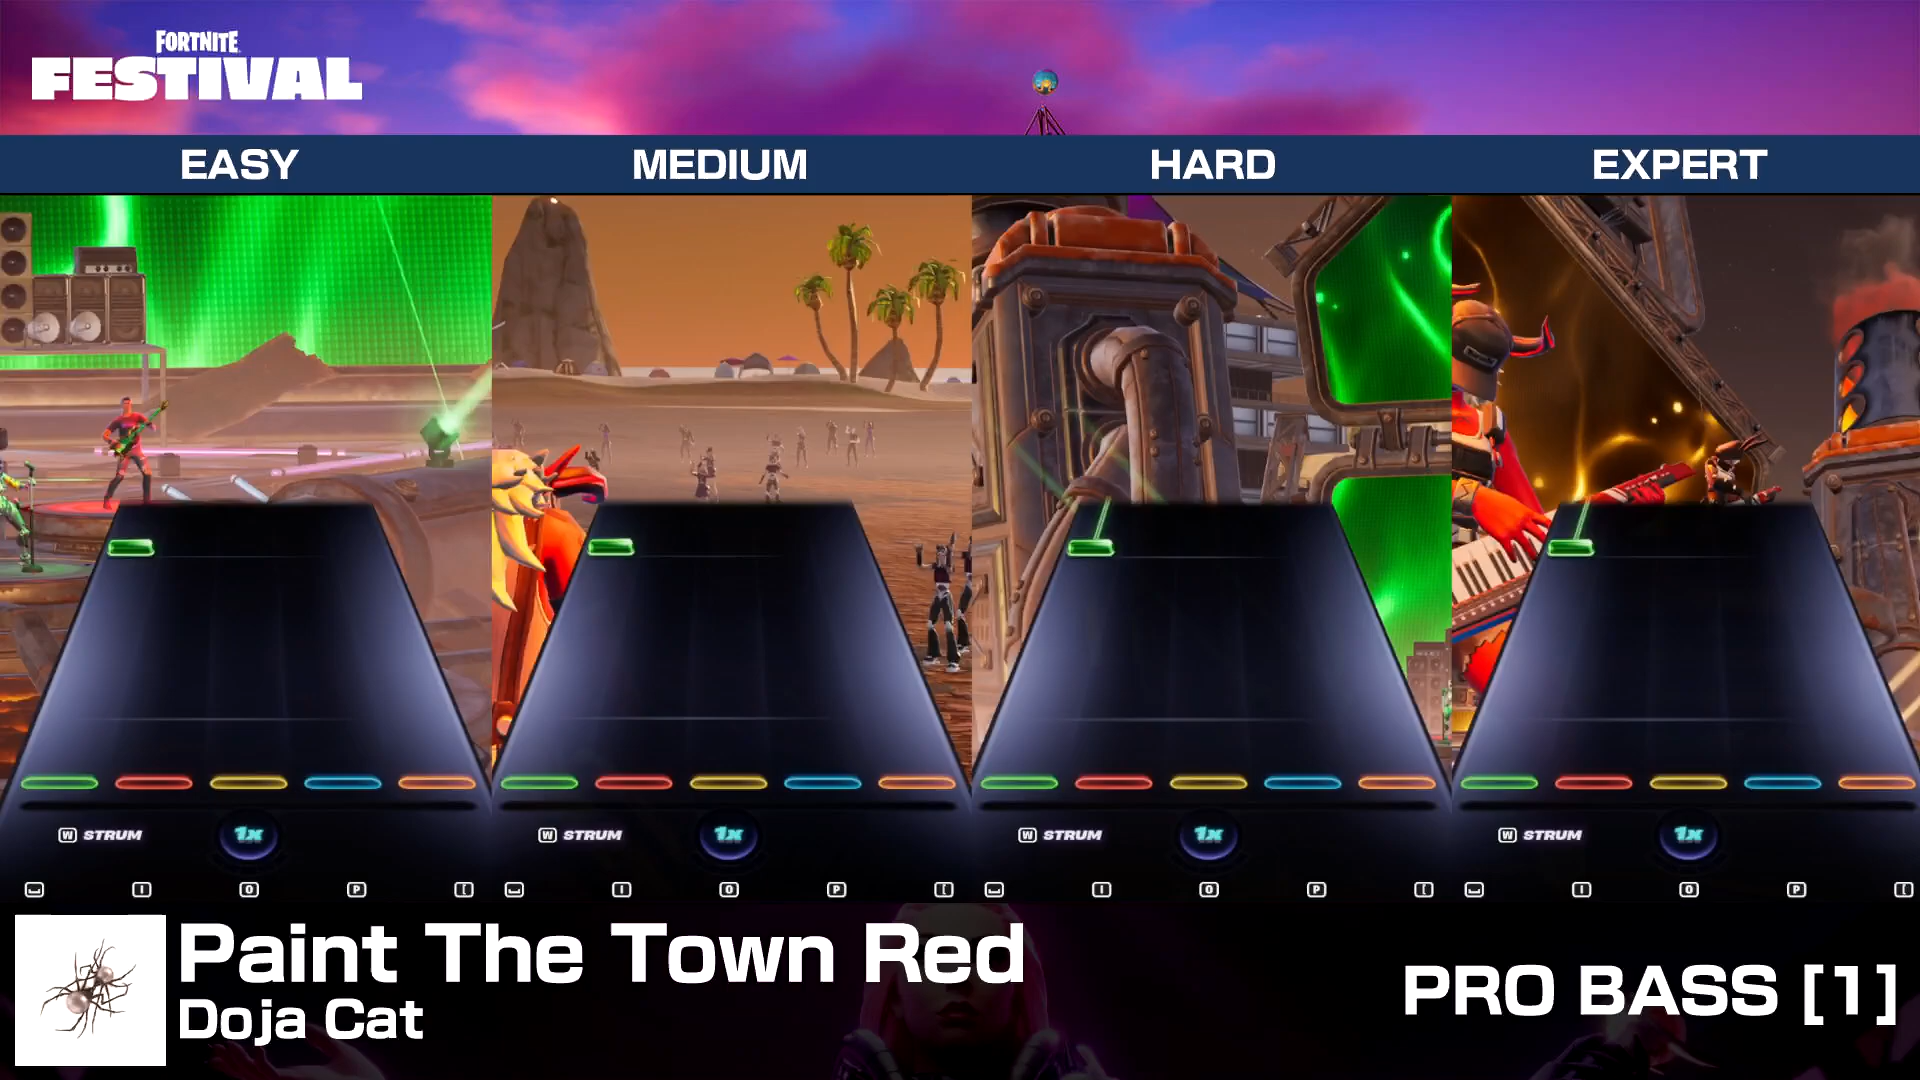 FORTNITE
FESTIVAL
EASY MEDIUM HARD EXPERT
W STRUM 1x W STRUM 1x W STRUM 1x W STRUM 1x
I O P [ I O P [ I O P [ I O P [
Paint The Town Red
Doja Cat
PRO BASS [1]